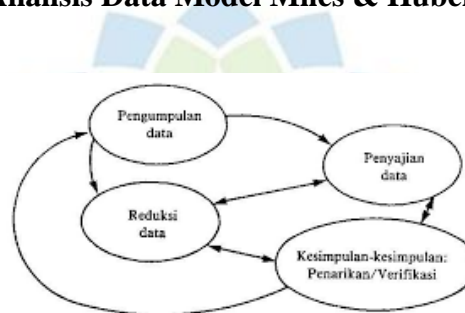 Analisis Data Model Miles & Huber
Pengumpulan
data
Penyajian
data
Reduksi
data
Kesimpulan-kesimpulan:
Penarikan/Verifikasi